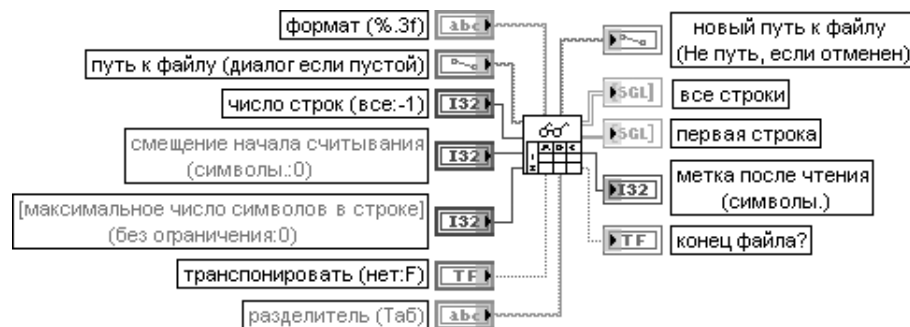 формат (%.3f)
abc
путь к файлу (диалог если пустой)
число строк (все:-1)
I32
смещение начала считывания
(символы.:0)
I32
[максимальное число символов в строке]
(без ограничения:0)
I32
транспонировать (нет:F)
TF
разделитель (Таб)
abc
новый путь к файлу
(Не путь, если отменен)
SGL]
все строки
SGL]
первая строка
I32
метка после чтения
(символы.)
TF
конец файла?